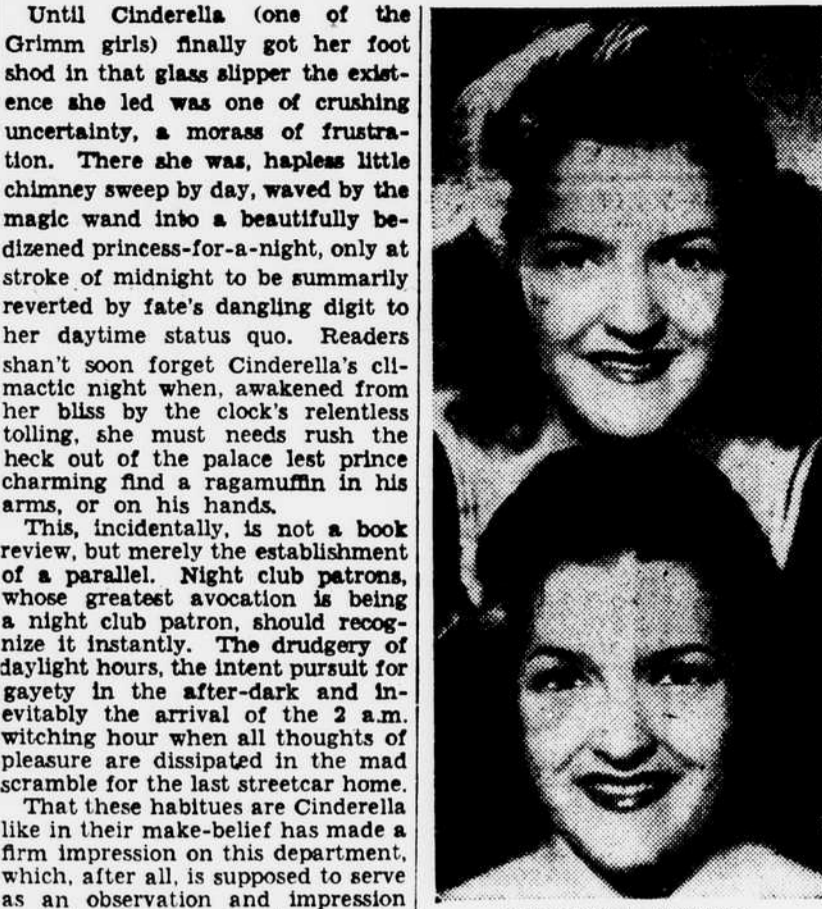 Until Cinderella (one of the
Grimm girls) finally got her foot
shod in that glass slipper the exist-
ence she led was one of crushing
uncertainty, a morass of frustra-
tion. There she was, hapless little
chimney sweep by day, waved by the
magic wand into a beautifully be-
dizened princess-for-a-night, only at
stroke of midnight to be summarily
reverted by fate's dangling digit to
her daytime status quo. Readers
shan't soon forget Cinderella's cli-
mactic night when, awakened from
her bliss by the clock's relentless
tolling, she must needs rush the
heck out of the palace lest prince
charming find a ragamuffin in his
arms, or on his hands.
This, incidentally, is not a book
review, but merely the establishment
of a parallel. Night club patrons,
whose greatest avocation is being
a night club patron, should recog-
nize it instantly. The drudgery of
daylight hours, the intent pursuit for
gayety in the after-dark and in-
evitably the arrival of the 2 a.m.
witching hour when all thoughts of
pleasure are dissipated in the mad
scramble for the last streetcar home.
That these habitues are Cinderella
like in their make-belief has made a
firm impression on this department,
which, after all, is supposed to serve
as an observation and impression